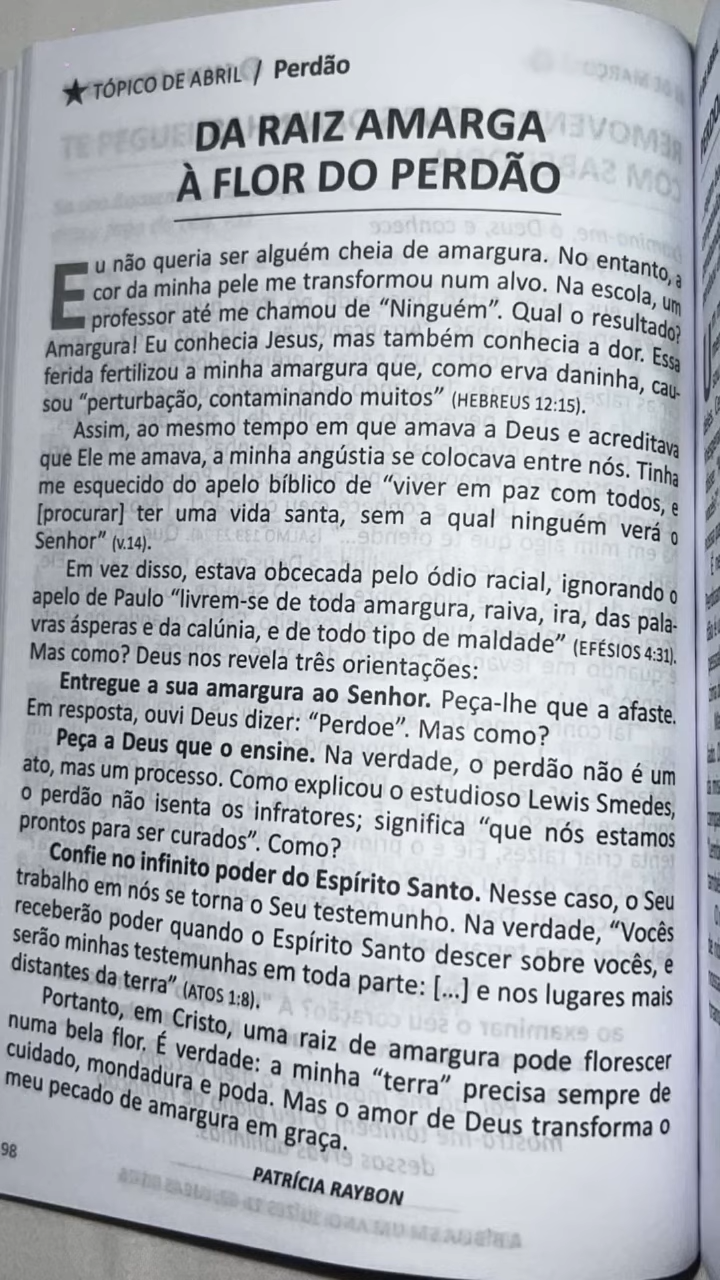 ★ TÓPICO DE ABRIL / Perdão
DA RAIZ AMARGA
À FLOR DO PERDÃO
Eu não queria ser alguém cheia de amargura. No entanto, a
cor da minha pele me transformou num alvo. Na escola, um
professor até me chamou de “Ninguém”. Qual o resultado?
Amargura! Eu conhecia Jesus, mas também conhecia a dor. Essa
ferida fertilizou a minha amargura que, como erva daninha, cau-
sou “perturbação, contaminando muitos” (HEBREUS 12:15).
Assim, ao mesmo tempo em que amava a Deus e acreditava
que Ele me amava, a minha angústia se colocava entre nós. Tinha
me esquecido do apelo bíblico de “viver em paz com todos, e
[procurar] ter uma vida santa, sem a qual ninguém verá o
Senhor” (v.14).
Em vez disso, estava obcecada pelo ódio racial, ignorando o
apelo de Paulo “livrem-se de toda amargura, raiva, ira, das pala-
vras ásperas e da calúnia, e de todo tipo de maldade” (EFÉSIOS 4:31).
Mas como? Deus nos revela três orientações:
Entregue a sua amargura ao Senhor. Peça-lhe que a afaste.
Em resposta, ouvi Deus dizer: “Perdoe”. Mas como?
Peça a Deus que o ensine. Na verdade, o perdão não é um
ato, mas um processo. Como explicou o estudioso Lewis Smedes,
o perdão não isenta os infratores; significa “que nós estamos
prontos para ser curados”. Como?
Confie no infinito poder do Espírito Santo. Nesse caso, o Seu
trabalho em nós se torna o Seu testemunho. Na verdade, “Vocês
receberão poder quando o Espírito Santo descer sobre vocês, e
serão minhas testemunhas em toda parte: [...] e nos lugares mais
distantes da terra” (ATOS 1:8).
Portanto, em Cristo, uma raiz de amargura pode florescer
numa bela flor. É verdade: a minha “terra” precisa sempre de
cuidado, mondadura e poda. Mas o amor de Deus transforma o
meu pecado de amargura em graça.
PATRÍCIA RAYBON
98